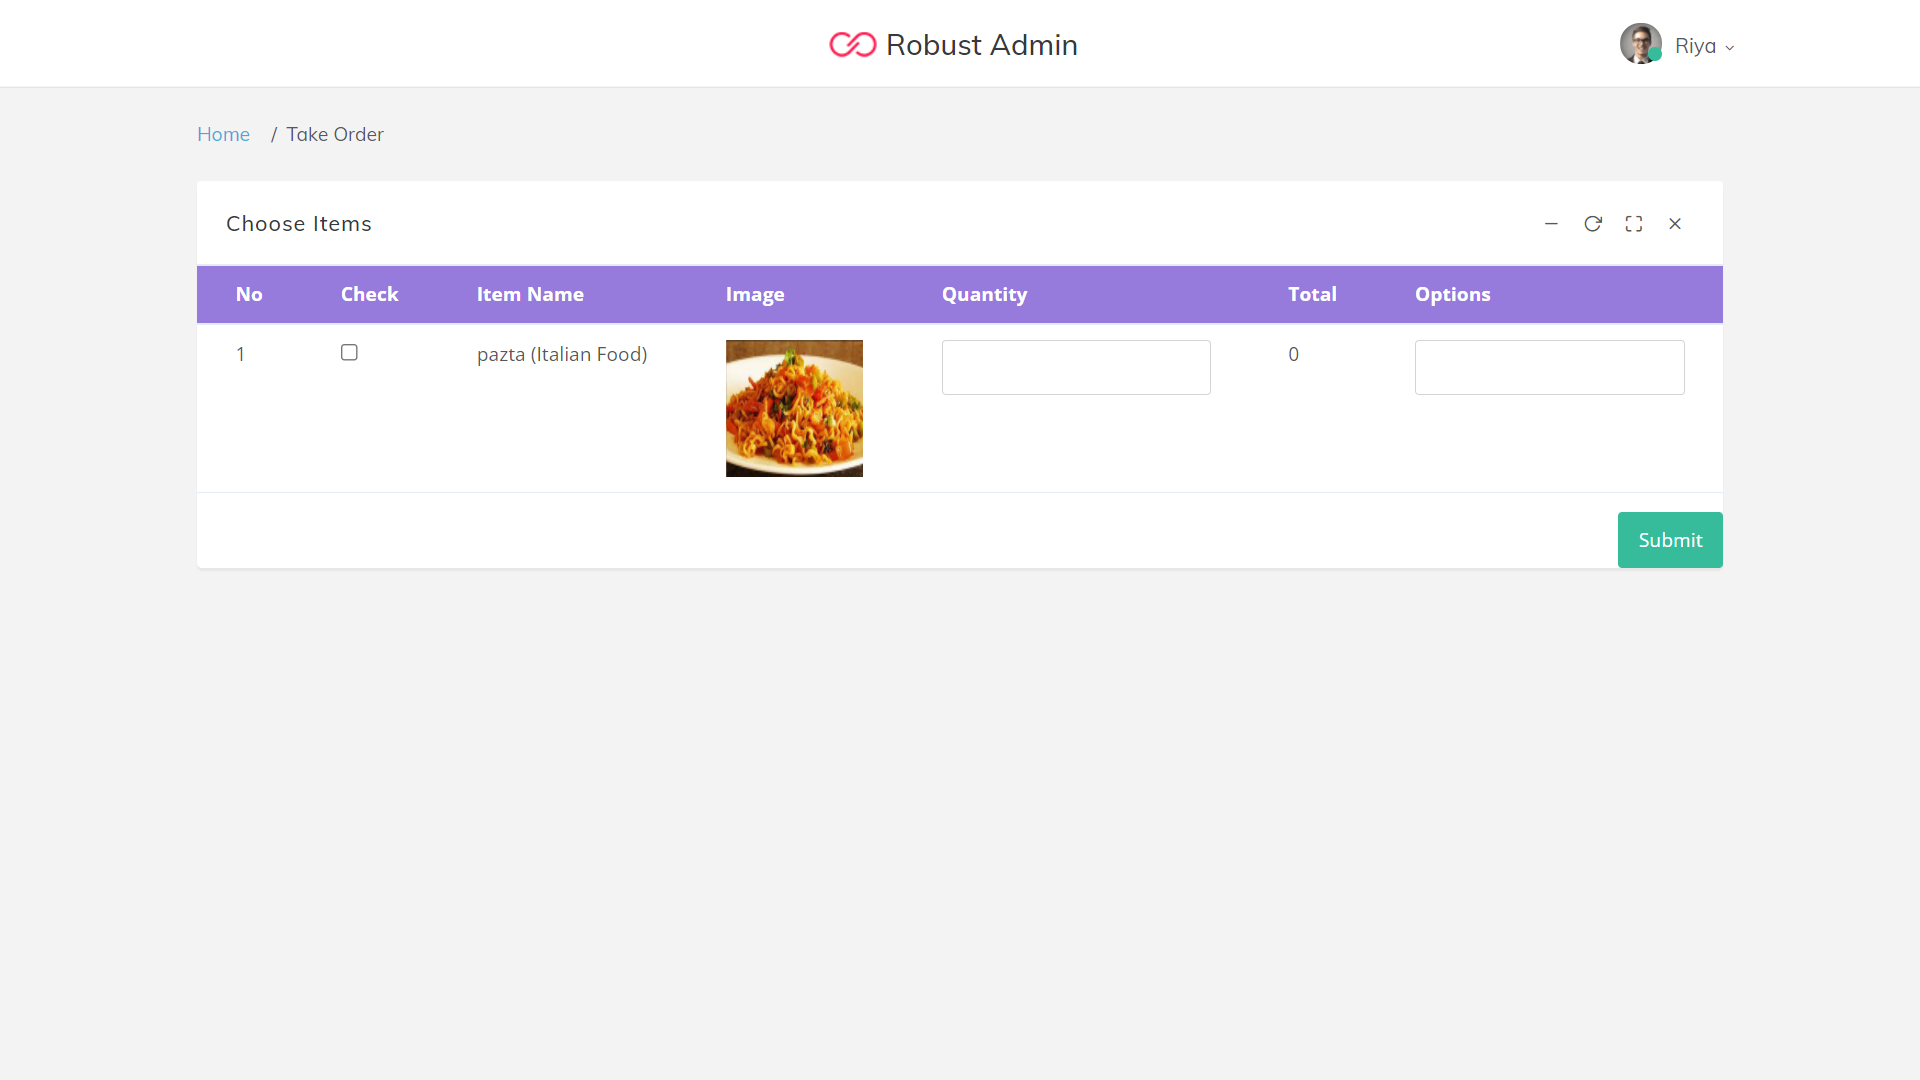 Robust Admin
Riya
Home / Take Order
Choose Items
No Check Item Name Image Quantity Total Options
1 pazta (Italian Food) 0
Submit